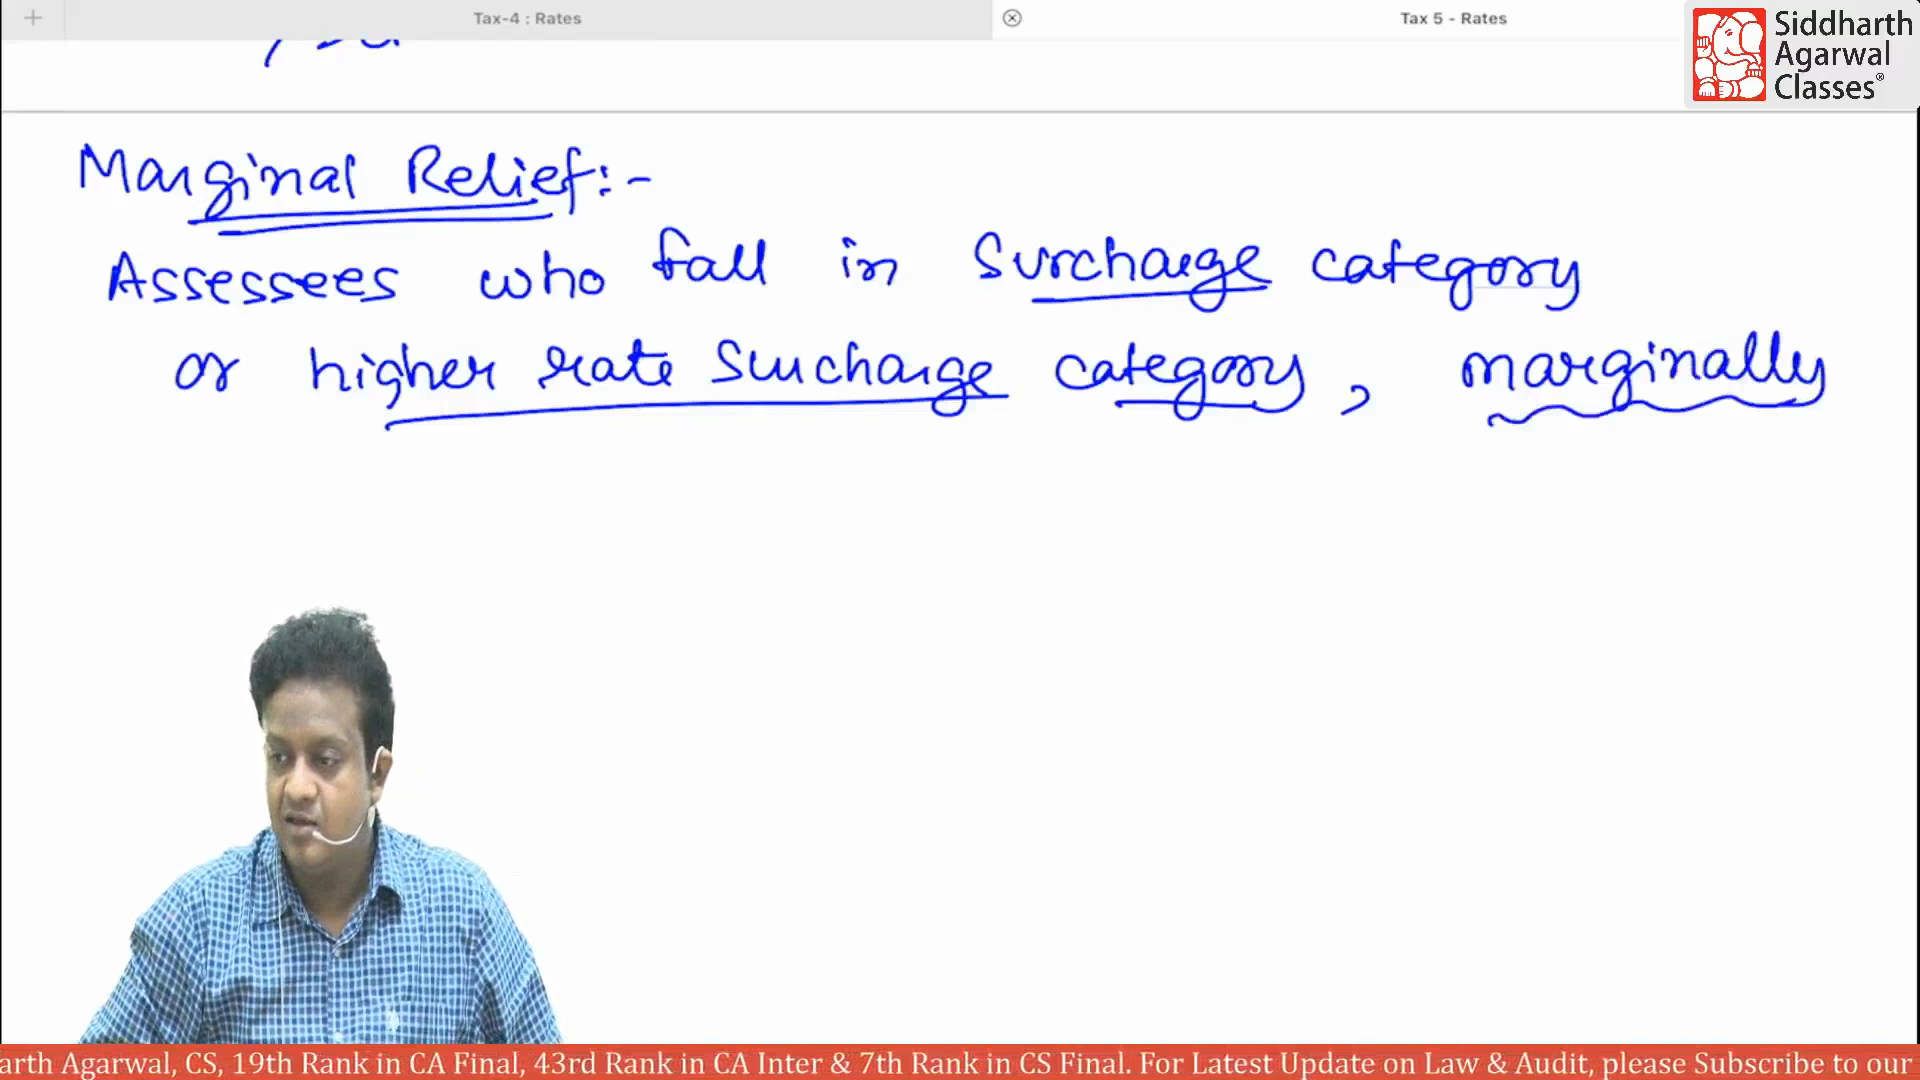 Tax-4 : Rates
Tax 5 - Rates
Siddharth
Agarwal
Classes®
Marginal Relief:-
Assessees who fall in Surcharge category
or higher rate Surcharge category, marginally
arth Agarwal, CS, 19th Rank in CA Final, 43rd Rank in CA Inter & 7th Rank in CS Final. For Latest Update on Law & Audit, please Subscribe to our